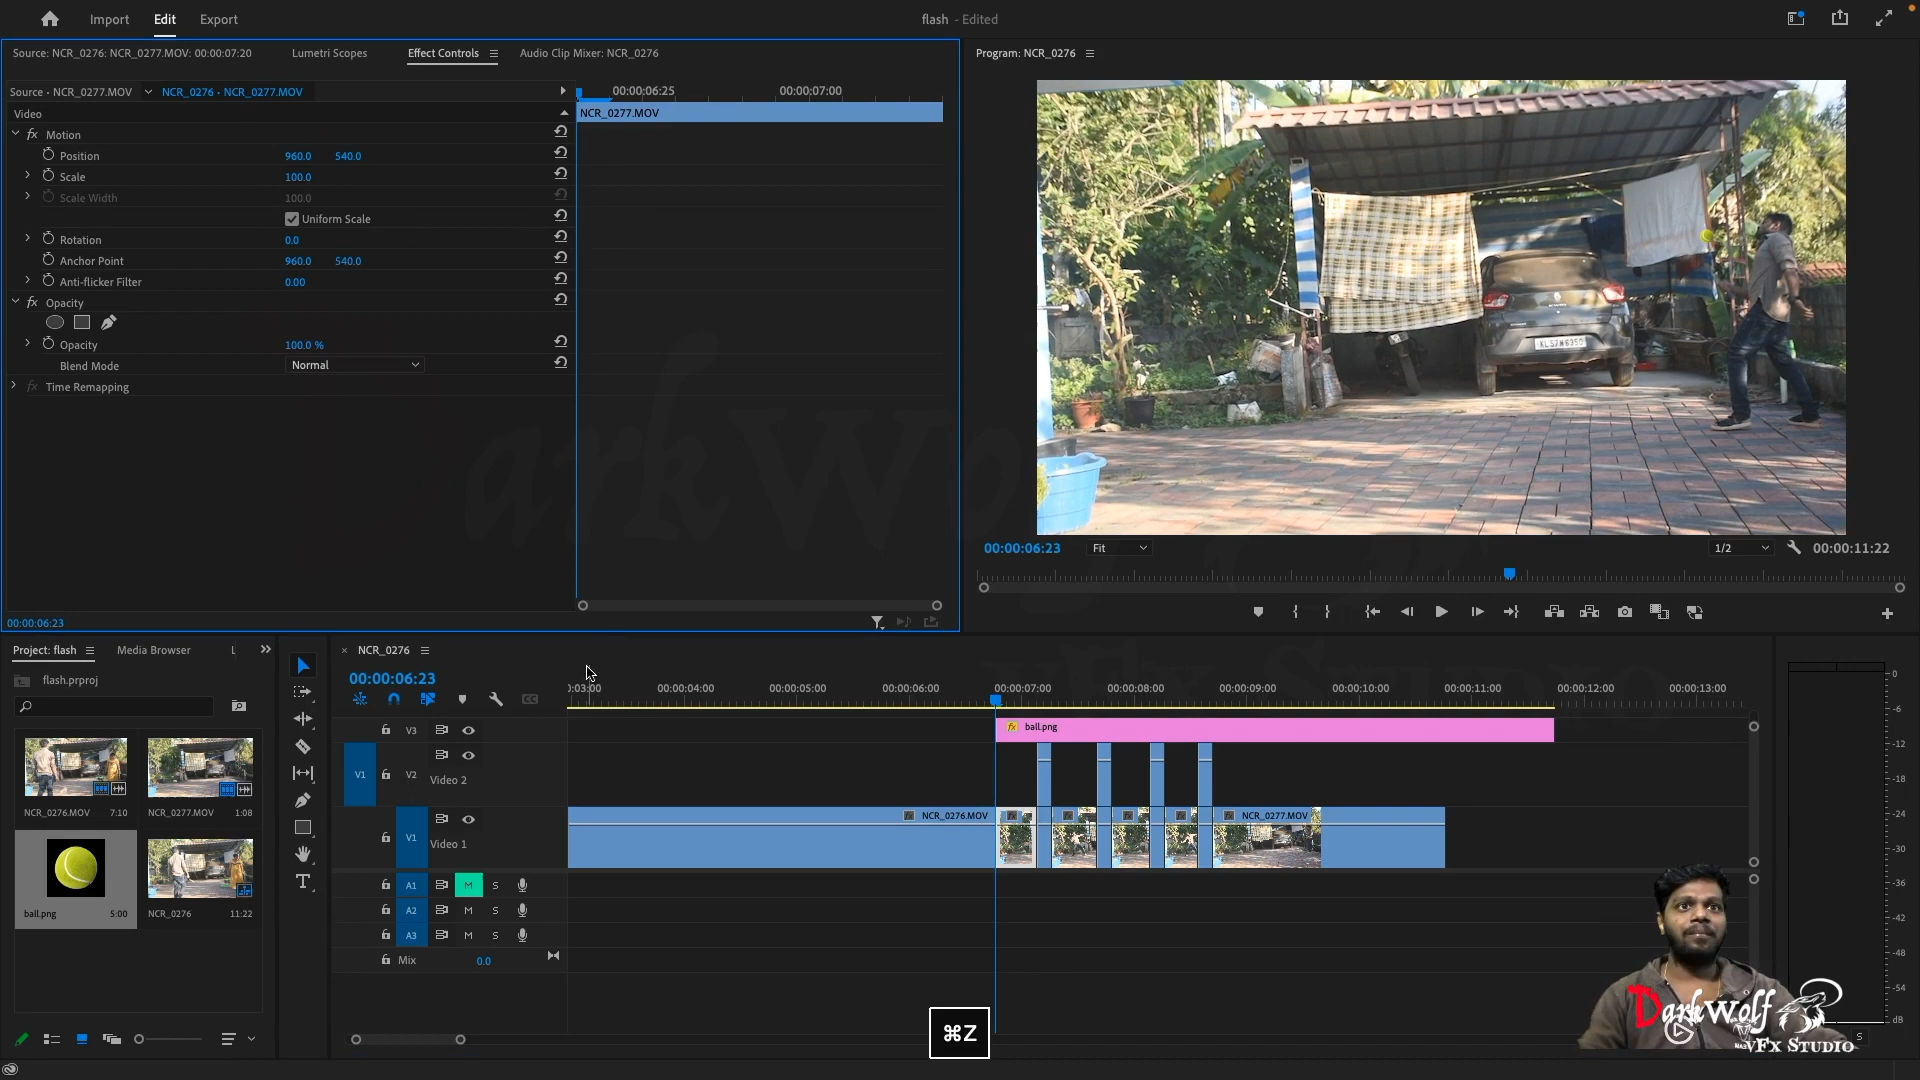 Import Edit Export
flash - Edited
Source: NCR_0276: NCR_0277.MOV: 00:00:07:20 Lumetri Scopes Effect Controls Audio Clip Mixer: NCR_0276
Program: NCR_0276
Source • NCR_0277.MOV NCR_0276 • NCR_0277.MOV
00:00:06:25 00:00:07:00
Video
NCR_0277.MOV
fx Motion
Position 960.0 540.0
Scale 100.0
Scale Width 100.0
Uniform Scale
Rotation 0.0
Anchor Point 960.0 540.0
Anti-flicker Filter 0.00
fx Opacity
Opacity 100.0 %
Blend Mode Normal
fx Time Remapping
00:00:06:23
00:00:06:23 Fit 1/2 00:00:11:22
Project: flash Media Browser
flash.prproj
NCR_0276.MOV 7:10
NCR_0277.MOV 1:08
ball.png 5:00
NCR_0276 11:22
NCR_0276
00:00:06:23
:03:00 00:00:04:00 00:00:05:00 00:00:06:00 00:00:07:00 00:00:08:00 00:00:09:00 00:00:10:00 00:00:11:00 00:00:12:00 00:00:13:00
V3
fx ball.png
V1 V2 Video 2
V1 Video 1
fx NCR_0276.MOV
fx NCR_0277.MOV
A1 M S
A2 M S
A3 M S
Mix 0.0
⌘Z
0
-6
-12
-18
-24
-30
-36
-42
-48
-54
dB
S
DarkWolf
VFx Studio